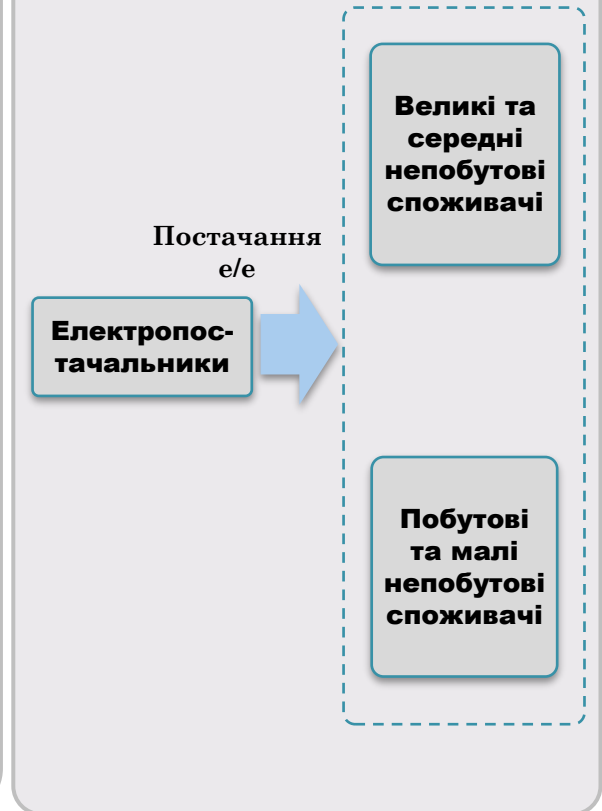 Великі та
середні
непобутові
споживачі
Постачання
е/е
Електропос-
тачальники
Побутові
та малі
непобутові
споживачі